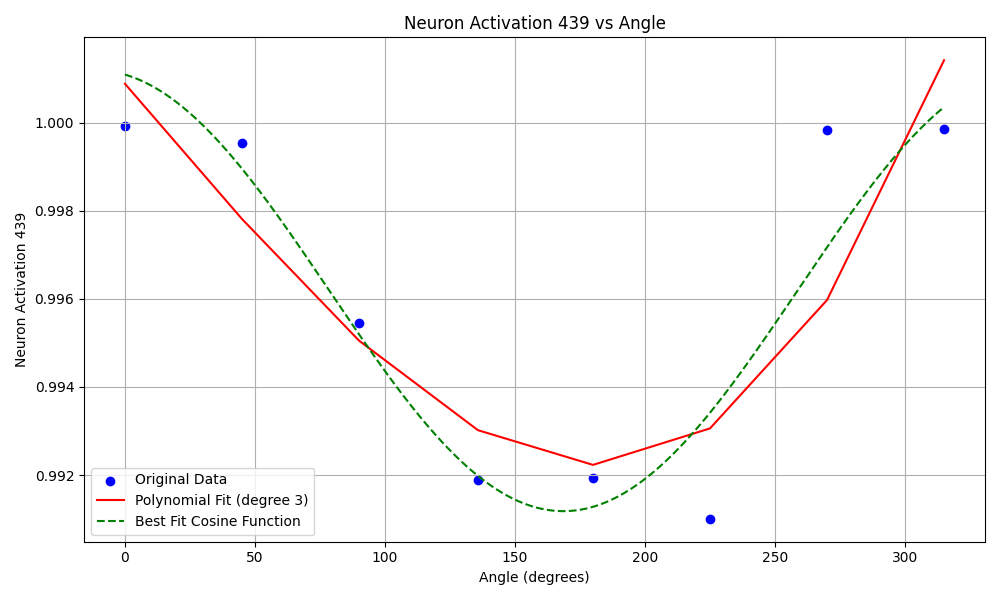 Neuron Activation 439 vs Angle
Neuron Activation 439
1.000
0.998
0.996
0.994
0.992
Original Data
Polynomial Fit (degree 3)
Best Fit Cosine Function
0 50 100 150 200 250 300
Angle (degrees)